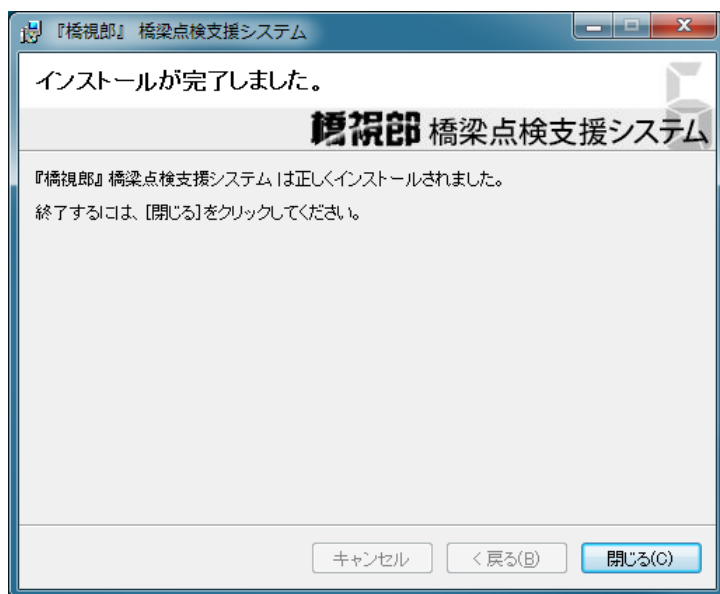 『橋視郎』 橋梁点検支援システム
インストールが完了しました。
橋視郎 橋梁点検支援システム
『橋視郎』 橋梁点検支援システム は正しくインストールされました。
終了するには、[閉じる]をクリックしてください。
キャンセル
< 戻る(B)
閉じる(C)